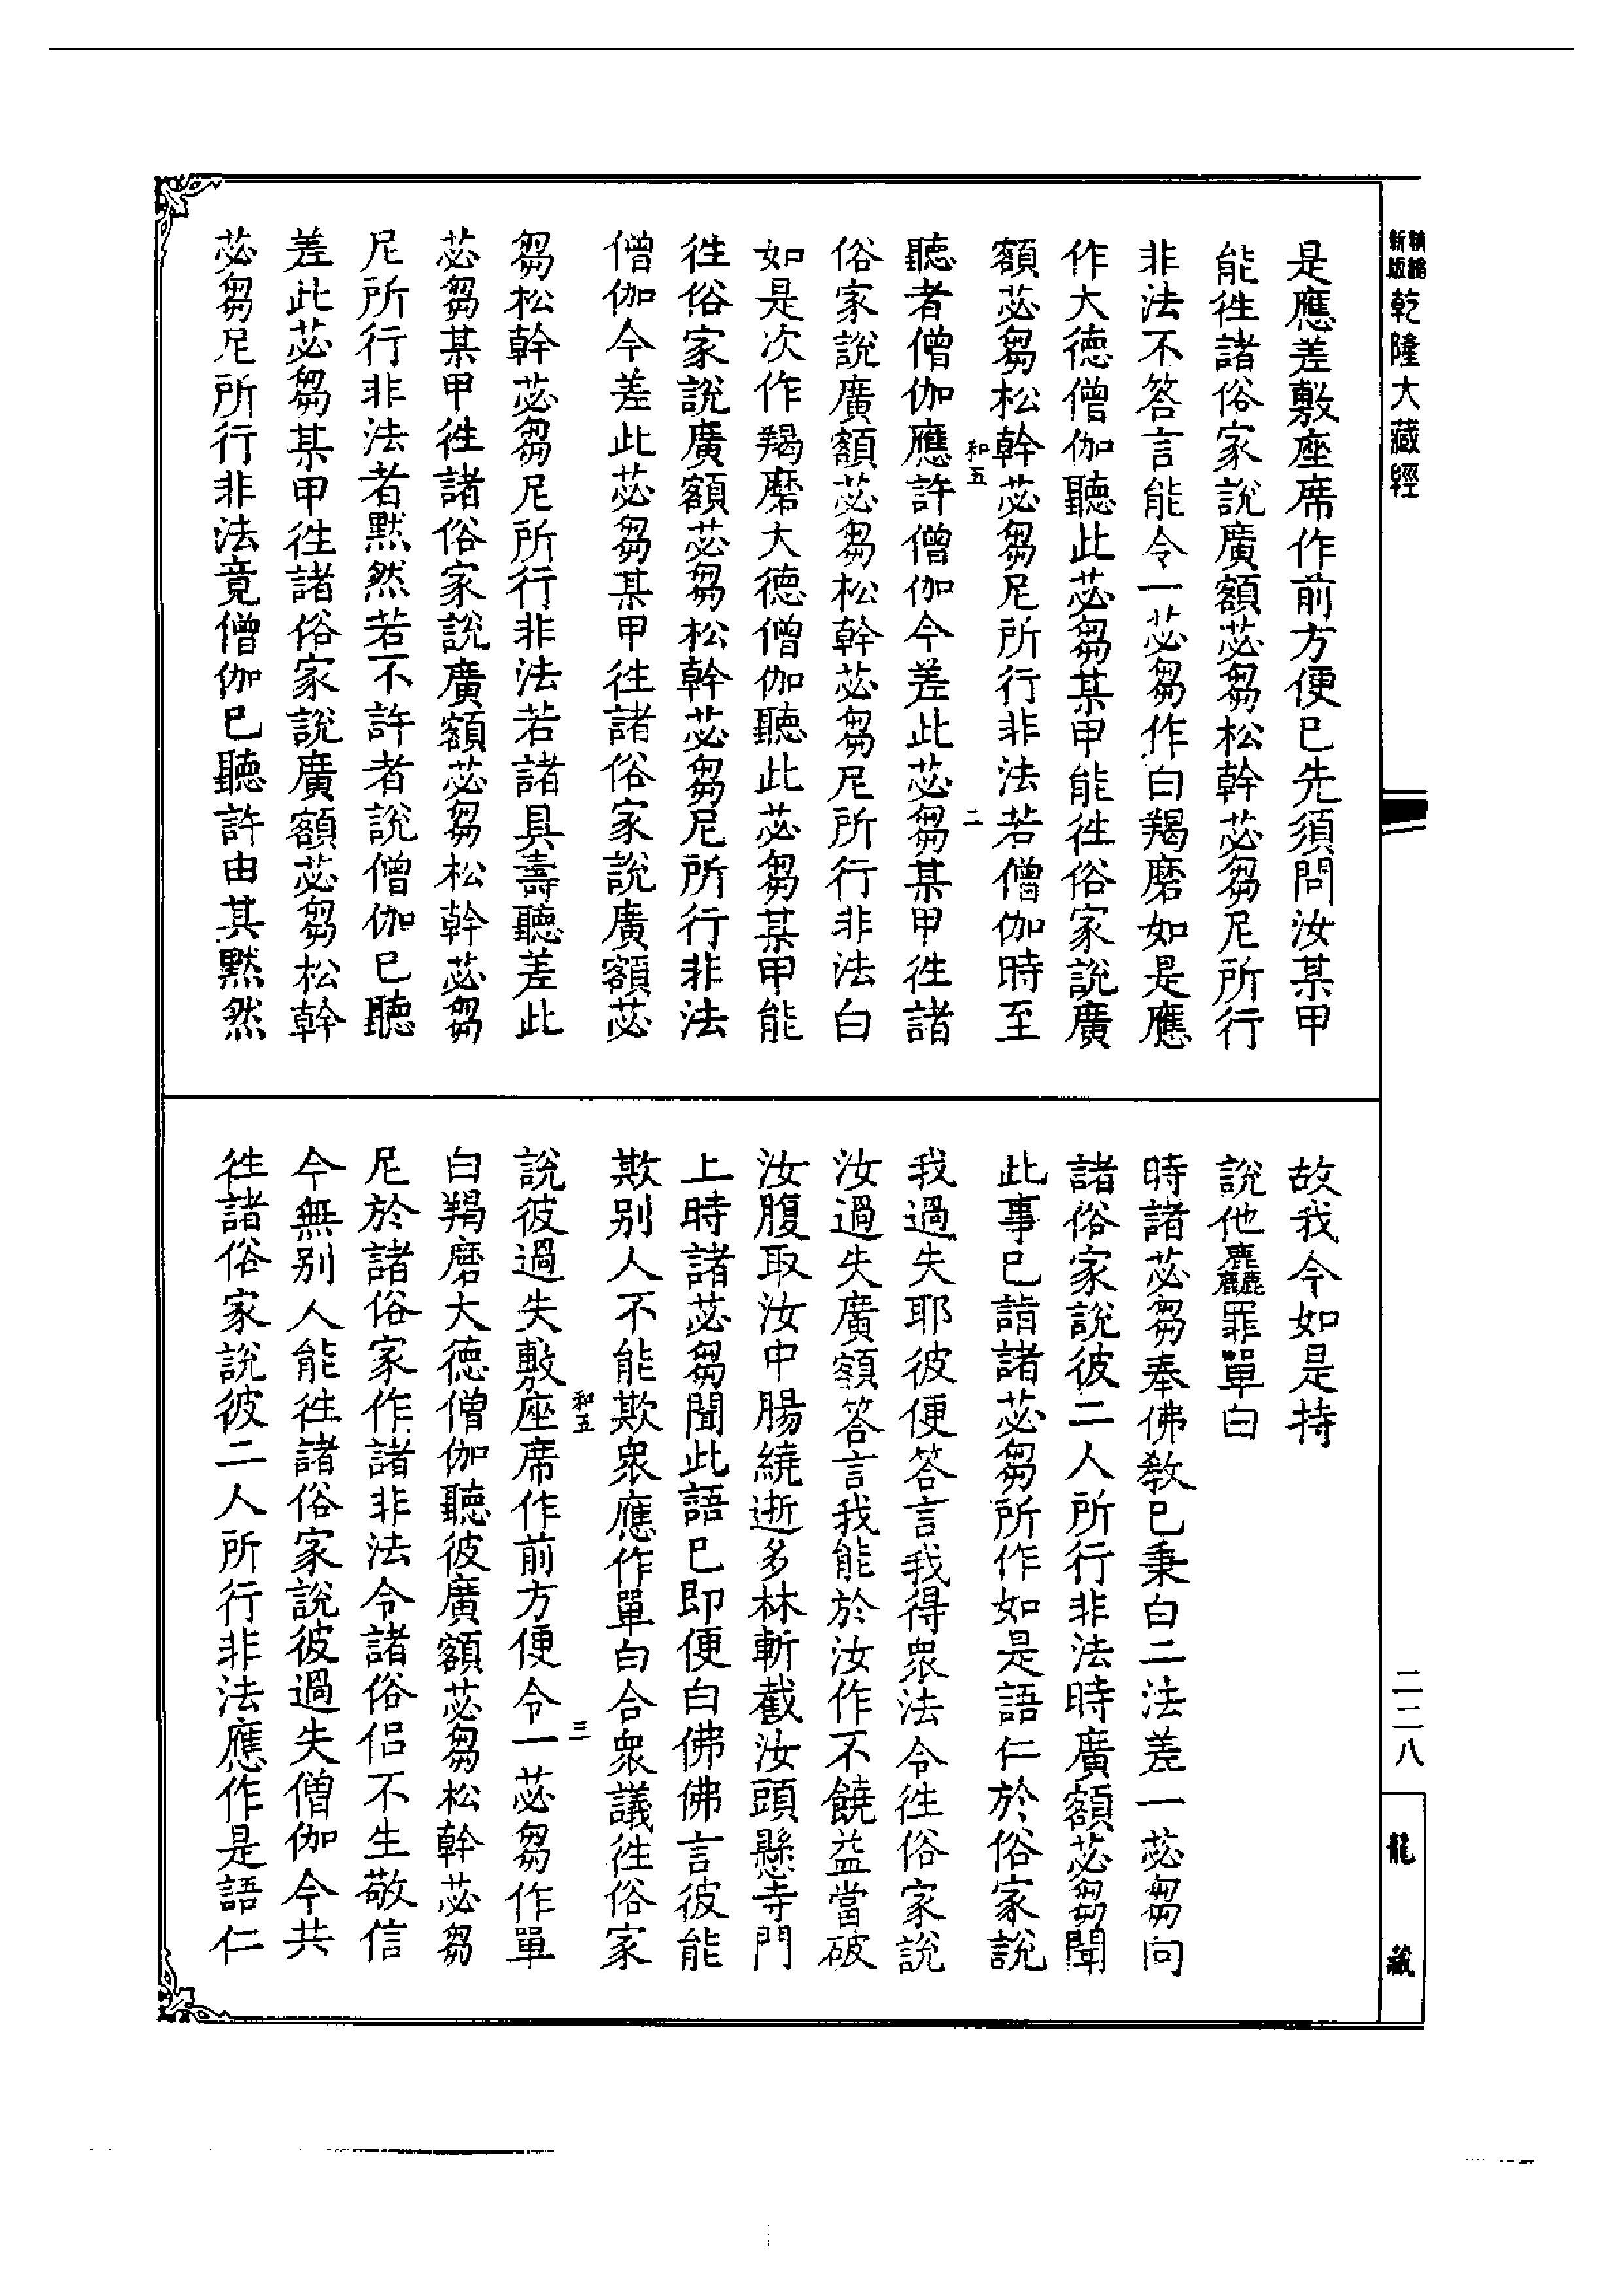 新編
縮版
乾隆大藏經
是應差敷座席作前方便已先須問汝某甲
能徃諸俗家說廣額苾芻松幹苾芻尼所行
非法不答言能令一苾芻作白羯磨如是應
作大德僧伽聽此苾芻某甲能徃俗家說廣
額苾芻松幹苾芻尼所行非法若僧伽時至
和五
二
聽者僧伽應許僧伽今差此苾芻某甲徃諸
俗家說廣額苾芻松幹苾芻尼所行非法白
如是次作羯磨大德僧伽聽此苾芻某甲能
徃俗家說廣額苾芻松幹苾芻尼所行非法
僧伽今差此苾芻某甲徃諸俗家說廣額苾
芻松幹苾芻尼所行非法若諸具壽聽差此
苾芻某甲徃諸俗家說廣額苾芻松幹苾芻
尼所行非法者默然若不許者說僧伽已聽
差此苾芻某甲徃諸俗家說廣額苾芻松幹
苾芻尼所行非法竟僧伽已聽許由其默然
故我今如是持
說他麤罪單白
時諸苾芻奉佛教已秉白二法差一苾芻向
諸俗家說彼二人所行非法時廣額苾芻聞
此事已詣諸苾芻所作如是語仁於俗家說
我過失耶彼便答言我得衆法令徃俗家說
汝過失廣額答言我能於汝作不饒益當破
汝腹取汝中腸繞逝多林斬截汝頭懸寺門
上時諸苾芻聞此語已即便白佛佛言彼能
欺別人不能欺衆應作單白合衆議徃俗家
和五
三
說彼過失敷座席作前方便令一苾芻作單
白羯磨大德僧伽聽彼廣額苾芻松幹苾芻
尼於諸俗家作諸非法令諸俗侣不生敬信
今無別人能徃諸俗家說彼過失僧伽今共
徃諸俗家說彼二人所行非法應作是語仁
二二八
龍藏